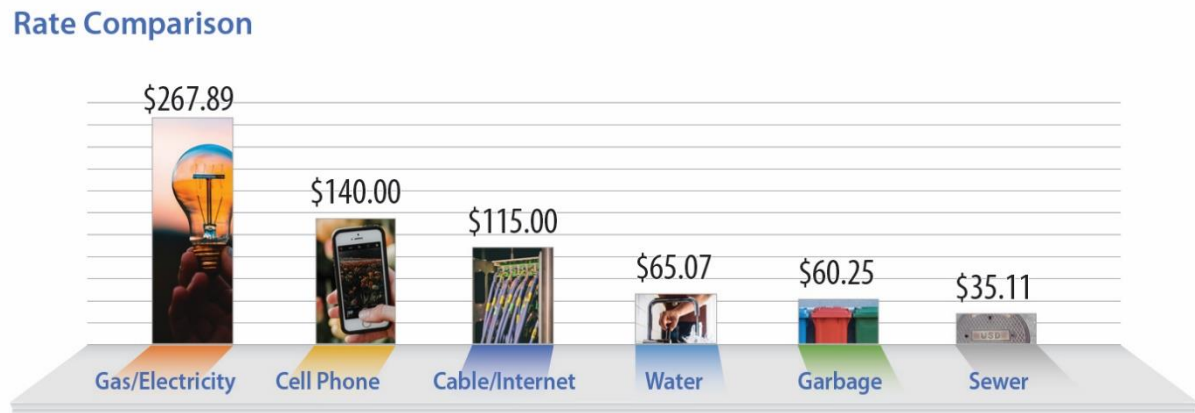 Rate Comparison
$267.89
$140.00
$115.00
$65.07
$60.25
$35.11
Gas/Electricity
Cell Phone
Cable/Internet
Water
Garbage
Sewer